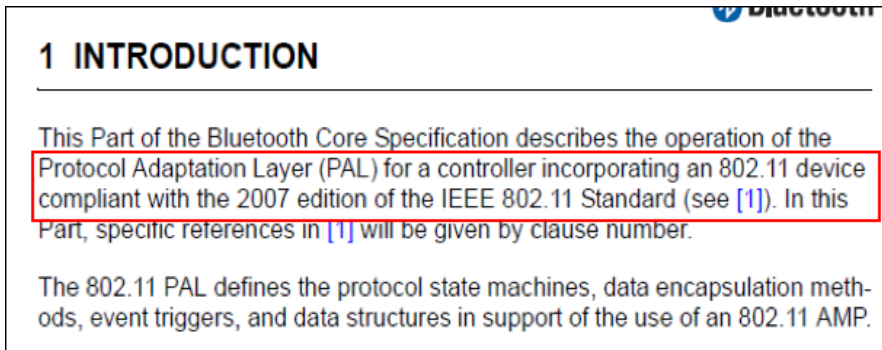 1 INTRODUCTION
This Part of the Bluetooth Core Specification describes the operation of the
Protocol Adaptation Layer (PAL) for a controller incorporating an 802.11 device
compliant with the 2007 edition of the IEEE 802.11 Standard (see [1]). In this
Part, specific references in [1] will be given by clause number.
The 802.11 PAL defines the protocol state machines, data encapsulation meth-
ods, event triggers, and data structures in support of the use of an 802.11 AMP.